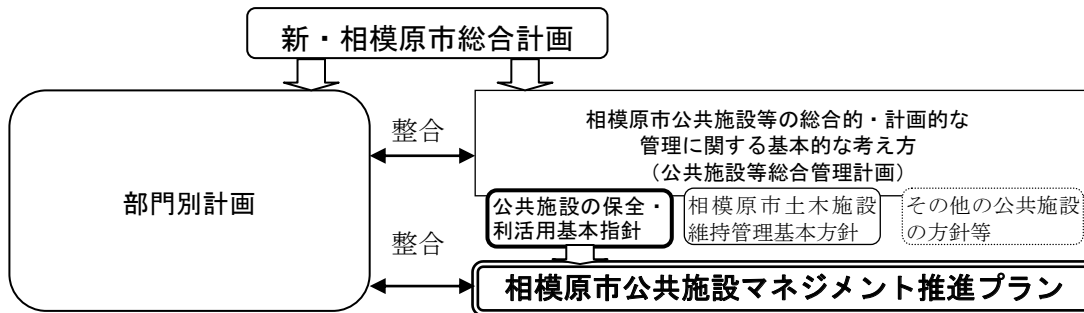 新・相模原市総合計画
部門別計画
整合
相模原市公共施設等の総合的・計画的な
管理に関する基本的な考え方
（公共施設等総合管理計画）
公共施設の保全・
利活用基本指針
相模原市土木施設
維持管理基本方針
その他の公共施設
の方針等
整合
相模原市公共施設マネジメント推進プラン